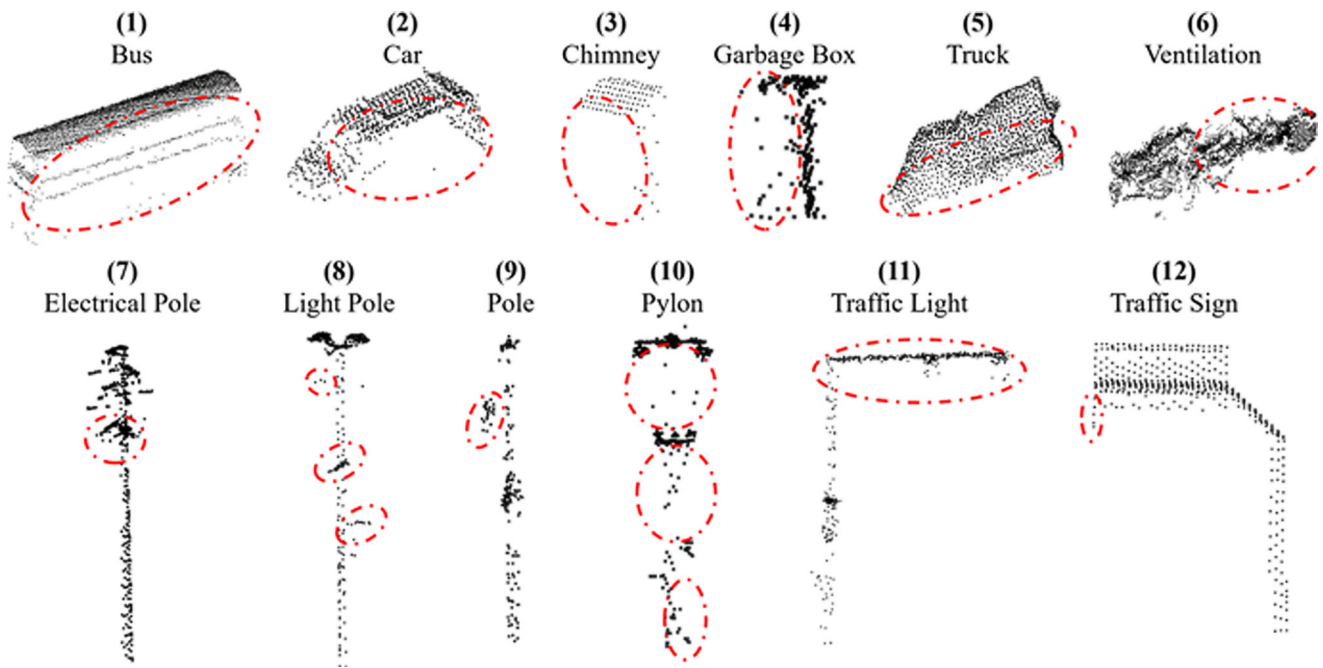 (1)
Bus
(2)
Car
(3)
Chimney
(4)
Garbage Box
(5)
Truck
(6)
Ventilation
(7)
Electrical Pole
(8)
Light Pole
(9)
Pole
(10)
Pylon
(11)
Traffic Light
(12)
Traffic Sign